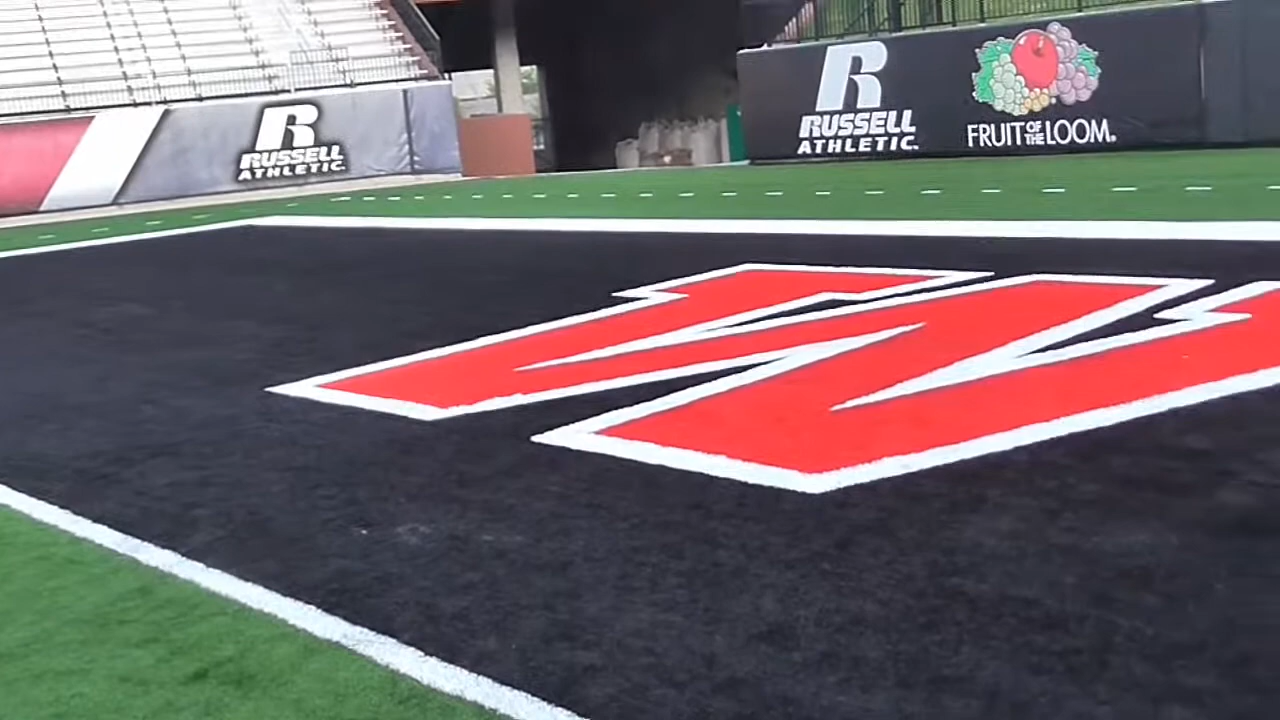 R
RUSSELL
ATHLETIC.
R
RUSSELL
ATHLETIC.
FRUIT OF THE LOOM.
W